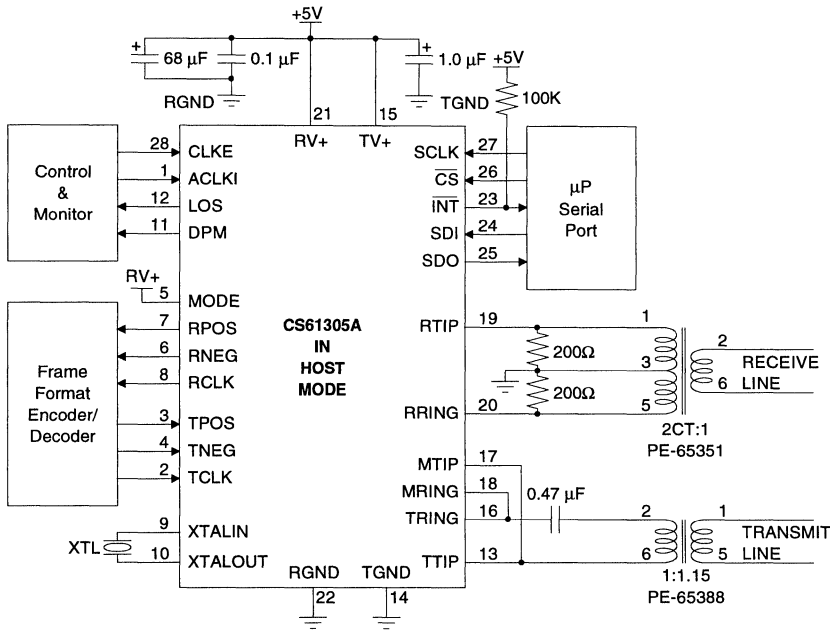 +5V
+
68 µF
0.1 µF
RGND
+
1.0 µF
TGND
+5V
100K
21
15
RV+
TV+
Control
&
Monitor
28
CLKE
1
ACLKI
12
LOS
11
DPM
RV+
5
MODE
Frame
Format
Encoder/
Decoder
7
RPOS
6
RNEG
8
RCLK
3
TPOS
4
TNEG
2
TCLK
XTL
9
XTALIN
10
XTALOUT
CS61305A
IN
HOST
MODE
SCLK
27
CS
26
INT
23
SDI
24
SDO
25
µP
Serial
Port
RTIP
19
200Ω
200Ω
RRING
20
1
3
5
2
6
RECEIVE
LINE
2CT:1
PE-65351
MTIP
17
MRING
18
TRING
16
0.47 µF
TTIP
13
2
6
1
5
TRANSMIT
LINE
1:1.15
PE-65388
RGND
TGND
22
14